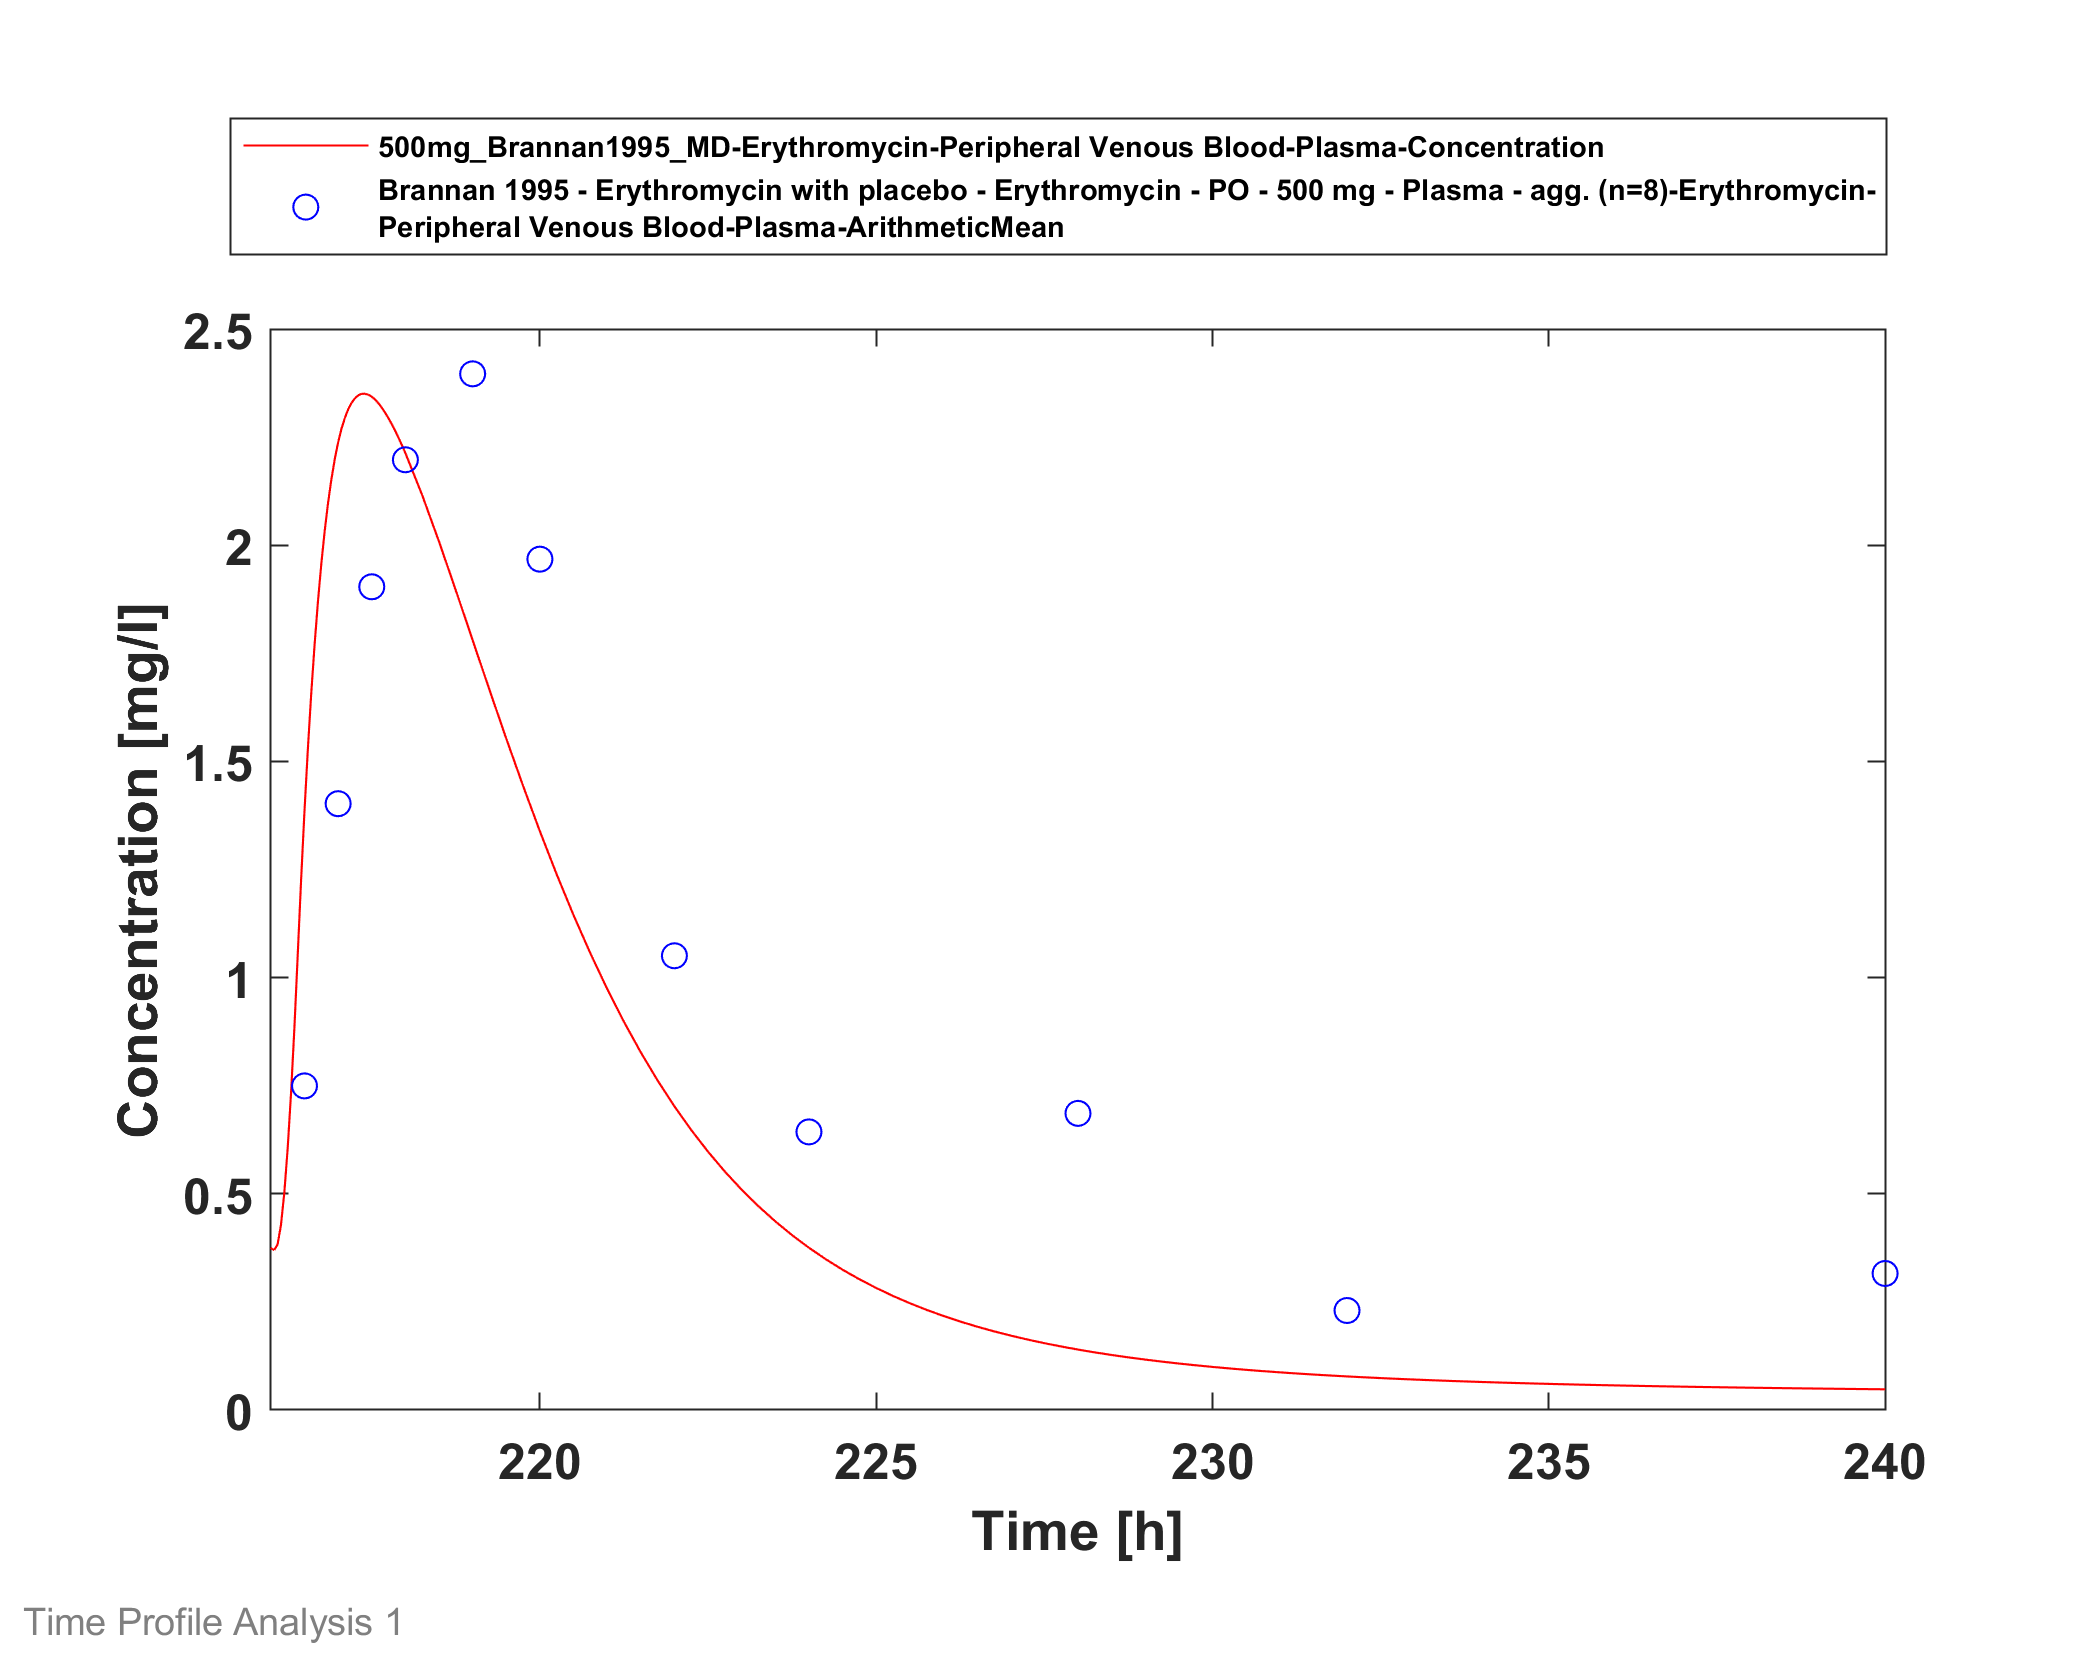 500mg_Brannan1995_MD-Erythromycin-Peripheral Venous Blood-Plasma-Concentration
Brannan 1995 - Erythromycin with placebo - Erythromycin - PO - 500 mg - Plasma - agg. (n=8)-Erythromycin-
Peripheral Venous Blood-Plasma-ArithmeticMean
2.5
2
1.5
1
0.5
0
Concentration [mg/l]
220 225 230 235 240
Time [h]
Time Profile Analysis 1